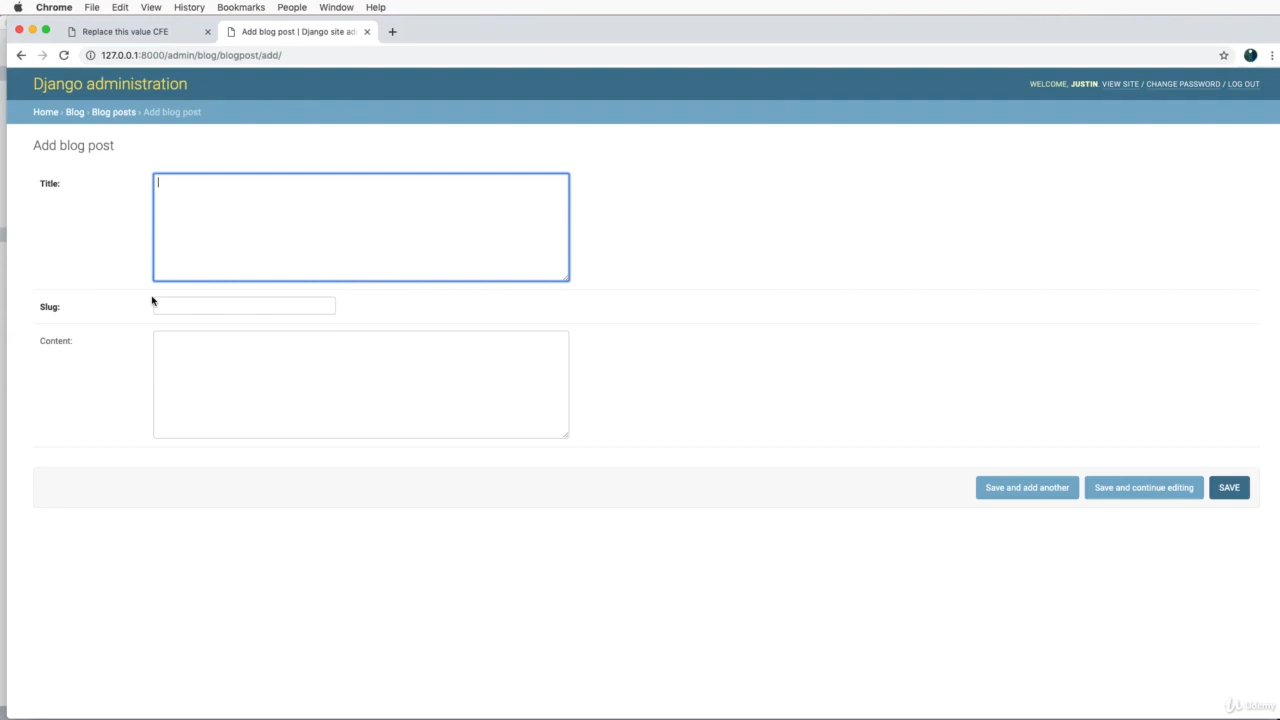 Chrome File Edit View History Bookmarks People Window Help
Replace this value CFE
Add blog post | Django site ad
127.0.0.1:8000/admin/blog/blogpost/add/
Django administration
WELCOME, JUSTIN VIEW SITE / CHANGE PASSWORD / LOG OUT
Home › Blog › Blog posts › Add blog post
Add blog post
Title:
Slug:
Content:
Save and add another
Save and continue editing
SAVE
Udemy